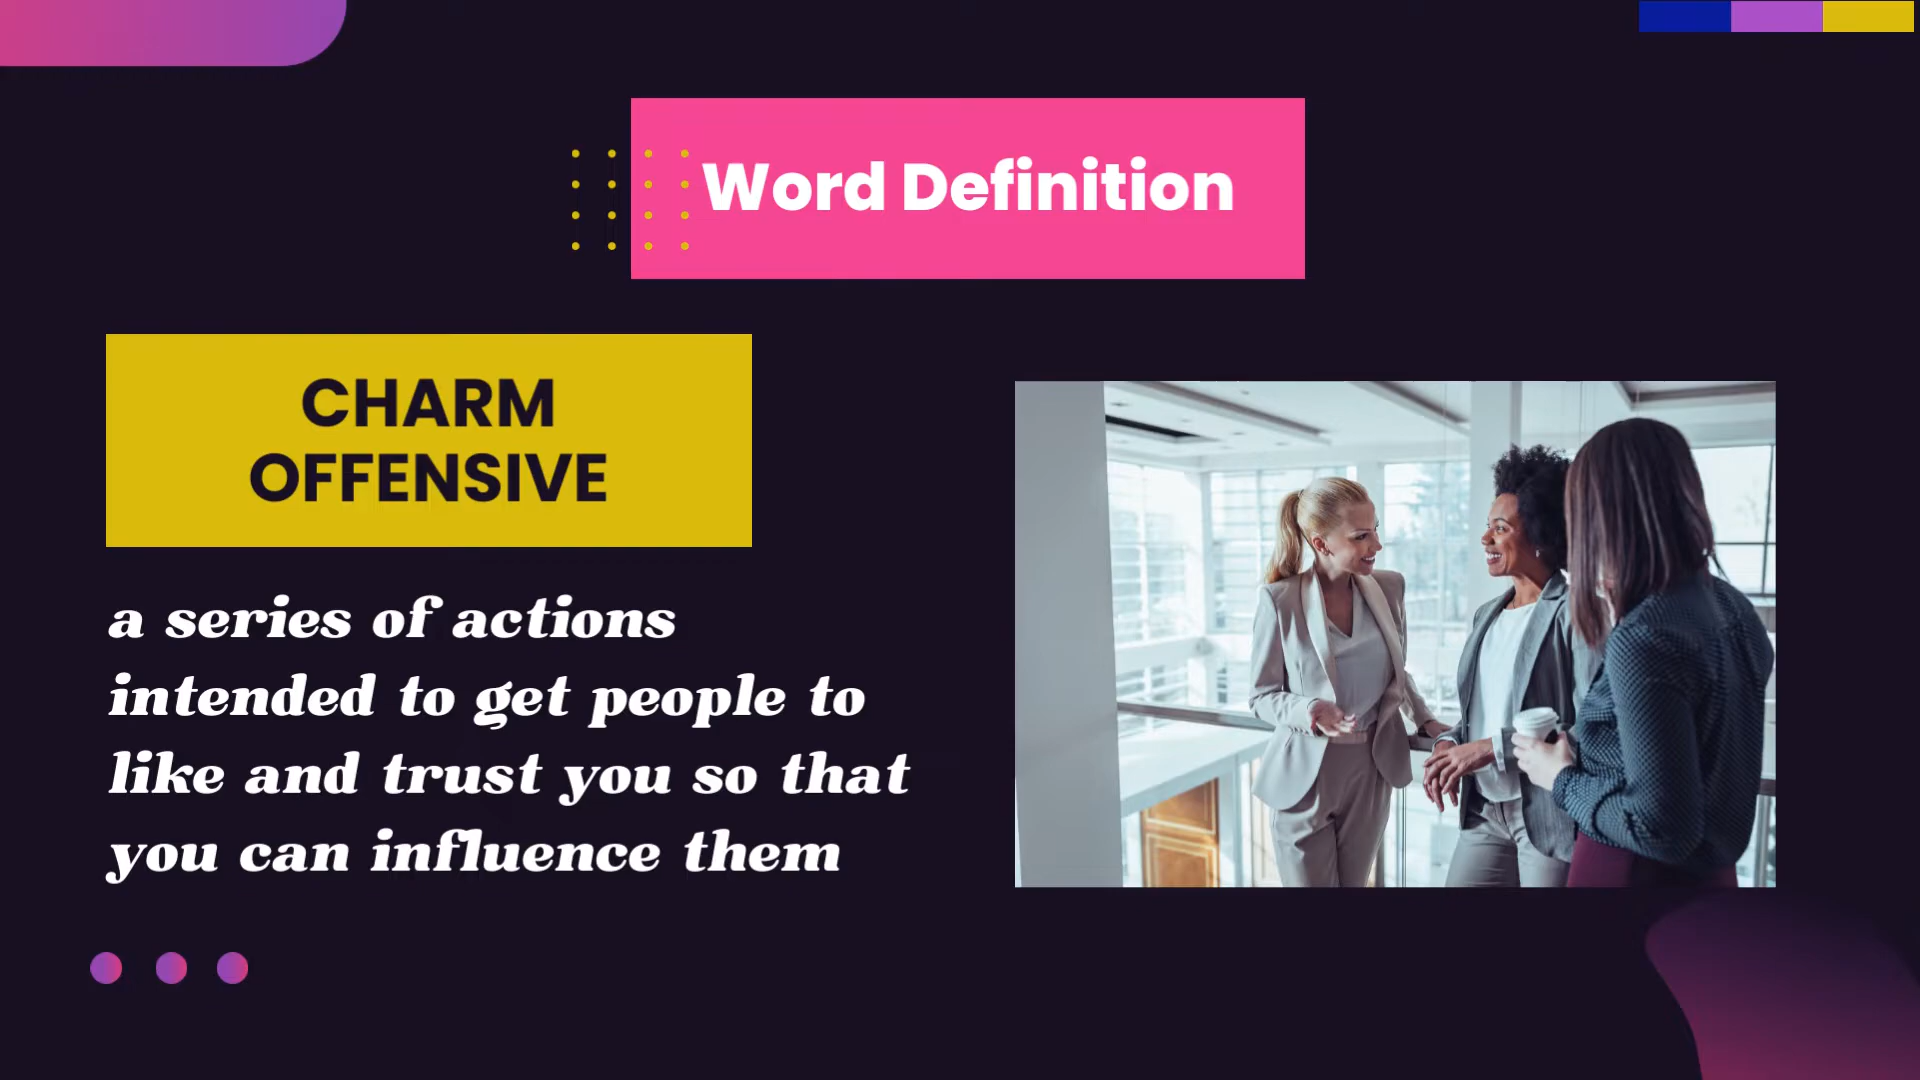 Word Definition
CHARM
OFFENSIVE
a series of actions
intended to get people to
like and trust you so that
you can influence them